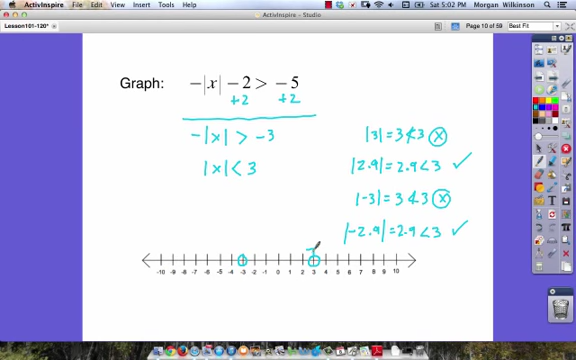 ActivInspire File Edit View Insert Tools Help Sat 5:02 PM Morgan Wilkinson
ActivInspire - Studio
Lesson101-120* Page 10 of 59 Best Fit
Graph: -|x| -2 > -5
+2 +2
-|x| > -3
|x| < 3
|3| = 3 ≮ 3 ⓧ
|2.9| = 2.9 < 3 ✓
|-3| = 3 ≮ 3 ⓧ
|-2.9| = 2.9 < 3 ✓
-10 -9 -8 -7 -6 -5 -4 -3 -2 -1 0 1 2 3 4 5 6 7 8 9 10